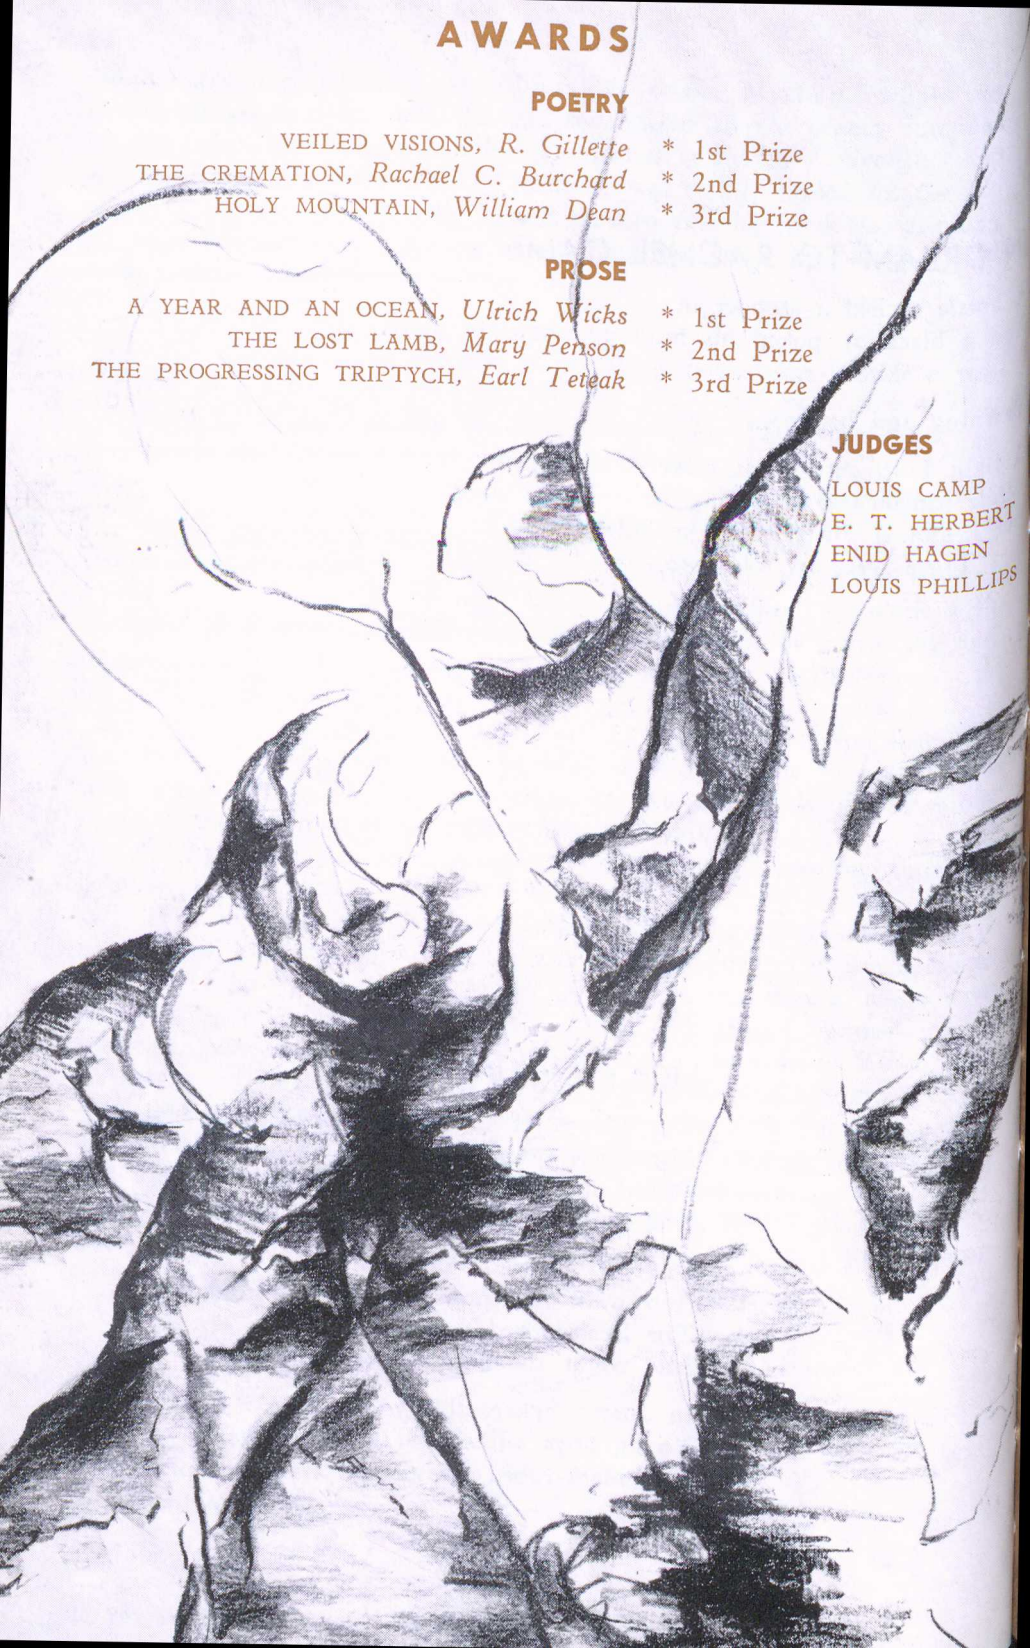 AWARDS
POETRY
VEILED VISIONS, R. Gillette * 1st Prize
THE CREMATION, Rachael C. Burchard * 2nd Prize
HOLY MOUNTAIN, William Dean * 3rd Prize
PROSE
A YEAR AND AN OCEAN, Ulrich Wicks * 1st Prize
THE LOST LAMB, Mary Penson * 2nd Prize
THE PROGRESSING TRIPTYCH, Earl Teteak * 3rd Prize
JUDGES
LOUIS CAMP
E. T. HERBERT
ENID HAGEN
LOUIS PHILLIPS